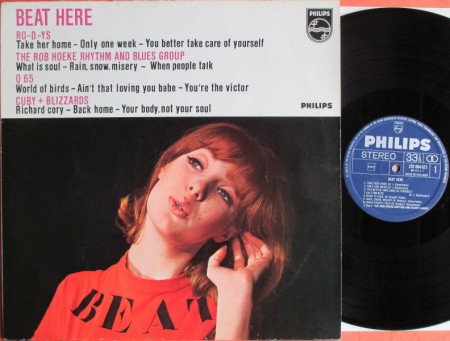 BEAT HERE
RO-D-YS
Take her home - Only one week - You better take care of yourself
THE ROB HOEKE RHYTHM AND BLUES GROUP
What is soul - Rain, snow, misery - When people talk
Q 65
World of birds - Ain't that loving you babe - You're the victor
CUBY + BLIZZARDS
Richard cory - Back home - Your body, not your soul
PHILIPS
PHILIPS
BEAT
PHILIPS
STEREO 33⅓
1
BEAT HERE